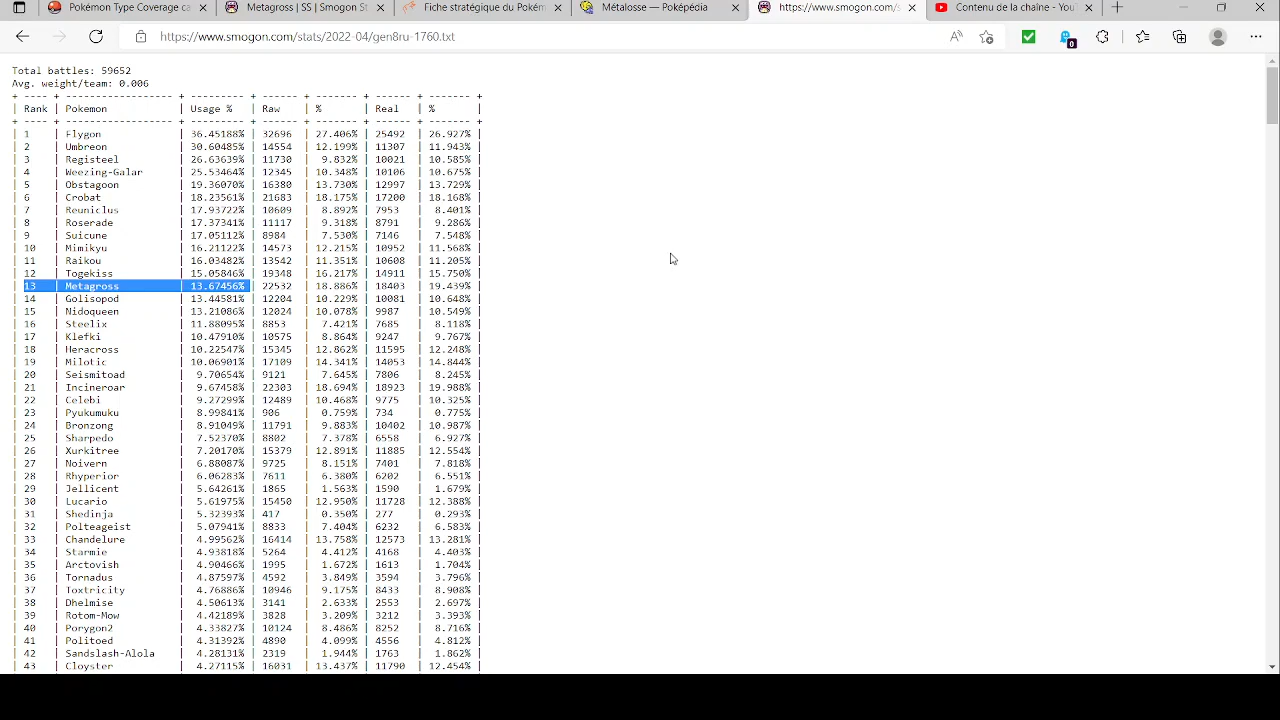 Pokémon Type Coverage ca
Metagross | SS | Smogon St
Fiche stratégique du Pokém
Métalosse — Poképédia
https://www.smogon.com/s
Contenu de la chaîne - YouT
https://www.smogon.com/stats/2022-04/gen8ru-1760.txt
0
Total battles: 59652
Avg. weight/team: 0.006
+ ---- + ------------------ + --------- + ------ + ------- + ------ + ------- +
| Rank | Pokemon | Usage % | Raw | % | Real | % |
+ ---- + ------------------ + --------- + ------ + ------- + ------ + ------- +
| 1 | Flygon | 36.45188% | 32696 | 27.406% | 25492 | 26.927% |
| 2 | Umbreon | 30.60485% | 14554 | 12.199% | 11307 | 11.943% |
| 3 | Registeel | 26.63639% | 11730 | 9.832% | 10021 | 10.585% |
| 4 | Weezing-Galar | 25.53464% | 12345 | 10.348% | 10106 | 10.675% |
| 5 | Obstagoon | 19.36070% | 16380 | 13.730% | 12997 | 13.729% |
| 6 | Crobat | 18.23561% | 21683 | 18.175% | 17200 | 18.168% |
| 7 | Reuniclus | 17.93722% | 10609 | 8.892% | 7953 | 8.401% |
| 8 | Roserade | 17.37341% | 11117 | 9.318% | 8791 | 9.286% |
| 9 | Suicune | 17.05112% | 8984 | 7.530% | 7146 | 7.548% |
| 10 | Mimikyu | 16.21122% | 14573 | 12.215% | 10952 | 11.568% |
| 11 | Raikou | 16.03482% | 13542 | 11.351% | 10608 | 11.205% |
| 12 | Togekiss | 15.05846% | 19348 | 16.217% | 14911 | 15.750% |
| 13 | Metagross | 13.67456% | 22532 | 18.886% | 18403 | 19.439% |
| 14 | Golisopod | 13.44581% | 12204 | 10.229% | 10081 | 10.648% |
| 15 | Nidoqueen | 13.21086% | 12024 | 10.078% | 9987 | 10.549% |
| 16 | Steelix | 11.88095% | 8853 | 7.421% | 7685 | 8.118% |
| 17 | Klefki | 10.47910% | 10575 | 8.864% | 9247 | 9.767% |
| 18 | Heracross | 10.22547% | 15345 | 12.862% | 11595 | 12.248% |
| 19 | Milotic | 10.06901% | 17109 | 14.341% | 14053 | 14.844% |
| 20 | Seismitoad | 9.70654% | 9121 | 7.645% | 7806 | 8.245% |
| 21 | Incineroar | 9.67458% | 22303 | 18.694% | 18923 | 19.988% |
| 22 | Celebi | 9.27299% | 12489 | 10.468% | 9775 | 10.325% |
| 23 | Pyukumuku | 8.99841% | 906 | 0.759% | 734 | 0.775% |
| 24 | Bronzong | 8.91049% | 11791 | 9.883% | 10402 | 10.987% |
| 25 | Sharpedo | 7.52370% | 8802 | 7.378% | 6558 | 6.927% |
| 26 | Xurkitree | 7.20170% | 15379 | 12.891% | 11885 | 12.554% |
| 27 | Noivern | 6.88087% | 9725 | 8.151% | 7401 | 7.818% |
| 28 | Rhyperior | 6.06283% | 7611 | 6.380% | 6202 | 6.551% |
| 29 | Jellicent | 5.64261% | 1865 | 1.563% | 1590 | 1.679% |
| 30 | Lucario | 5.61975% | 15450 | 12.950% | 11728 | 12.388% |
| 31 | Shedinja | 5.32393% | 417 | 0.350% | 277 | 0.293% |
| 32 | Polteageist | 5.07941% | 8833 | 7.404% | 6232 | 6.583% |
| 33 | Chandelure | 4.99562% | 16414 | 13.758% | 12573 | 13.281% |
| 34 | Starmie | 4.93818% | 5264 | 4.412% | 4168 | 4.403% |
| 35 | Arctovish | 4.90466% | 1995 | 1.672% | 1613 | 1.704% |
| 36 | Tornadus | 4.87597% | 4592 | 3.849% | 3594 | 3.796% |
| 37 | Toxtricity | 4.76886% | 10946 | 9.175% | 8433 | 8.908% |
| 38 | Dhelmise | 4.50613% | 3141 | 2.633% | 2553 | 2.697% |
| 39 | Rotom-Mow | 4.42189% | 3828 | 3.209% | 3212 | 3.393% |
| 40 | Porygon2 | 4.33827% | 10124 | 8.486% | 8252 | 8.716% |
| 41 | Politoed | 4.31392% | 4890 | 4.099% | 4556 | 4.812% |
| 42 | Sandslash-Alola | 4.28131% | 2319 | 1.944% | 1763 | 1.862% |
| 43 | Cloyster | 4.27115% | 16031 | 13.437% | 11790 | 12.454% |